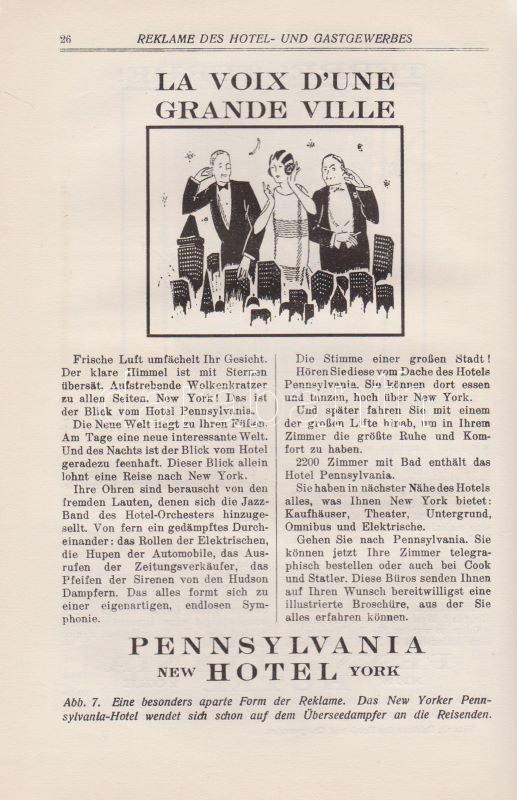 26 REKLAME DES HOTEL- UND GASTGEWERBES
LA VOIX D'UNE
GRANDE VILLE
Frische Luft umfächelt Ihr Gesicht.
Der klare Himmel ist mit Sternen
übersät. Aufstrebende Wolkenkratzer
zu allen Seiten. New York! Das ist
der Blick vom Hotel Pennsylvania.
Die Neue Welt liegt zu Ihren Füßen.
Am Tage eine neue interessante Welt.
Und des Nachts ist der Blick vom Hotel
geradezu feenhaft. Dieser Blick allein
lohnt eine Reise nach New York.
Ihre Ohren sind berauscht von den
fremden Lauten, denen sich die Jazz-
Band des Hotel-Orchesters hinzuge-
sellt. Von fern ein gedämpftes Durch-
einander: das Rollen der Elektrischen,
die Hupen der Automobile, das Aus-
rufen der Zeitungsverkäufer, das
Pfeifen der Sirenen von den Hudson
Dampfern. Das alles formt sich zu
einer eigenartigen, endlosen Sym-
phonie.
Die Stimme einer großen Stadt!
Hören Sie diese vom Dache des Hotels
Pennsylvania. Sie können dort essen
und tanzen, hoch über New York.
Und später fahren Sie mit einem
der großen Lifte hinab, um in Ihrem
Zimmer die größte Ruhe und Kom-
fort zu haben.
2200 Zimmer mit Bad enthält das
Hotel Pennsylvania.
Sie haben in nächster Nähe des Hotels
alles, was Ihnen New York bietet:
Kaufhäuser, Theater, Untergrund,
Omnibus und Elektrische.
Gehen Sie nach Pennsylvania. Sie
können jetzt Ihre Zimmer telegra-
phisch bestellen oder auch bei Cook
und Statler. Diese Büros senden Ihnen
auf Ihren Wunsch bereitwilligst eine
illustrierte Broschüre, aus der Sie
alles erfahren können.
PENNSYLVANIA
NEW HOTEL YORK
Abb. 7. Eine besonders aparte Form der Reklame. Das New Yorker Penn-
sylvania-Hotel wendet sich schon auf dem Überseedampfer an die Reisenden.